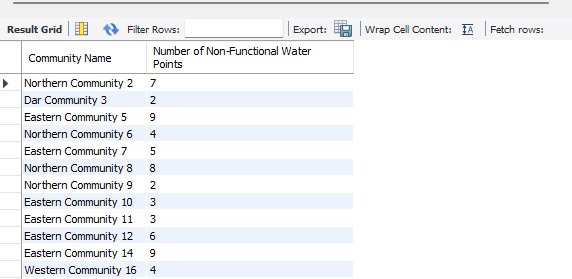 Result Grid Filter Rows: Export: Wrap Cell Content: Fetch rows:
Community Name Number of Non-Functional Water
Points
Northern Community 2 7
Dar Community 3 2
Eastern Community 5 9
Northern Community 6 4
Eastern Community 7 5
Northern Community 8 8
Northern Community 9 2
Eastern Community 10 3
Eastern Community 11 3
Eastern Community 12 6
Eastern Community 14 9
Western Community 16 4